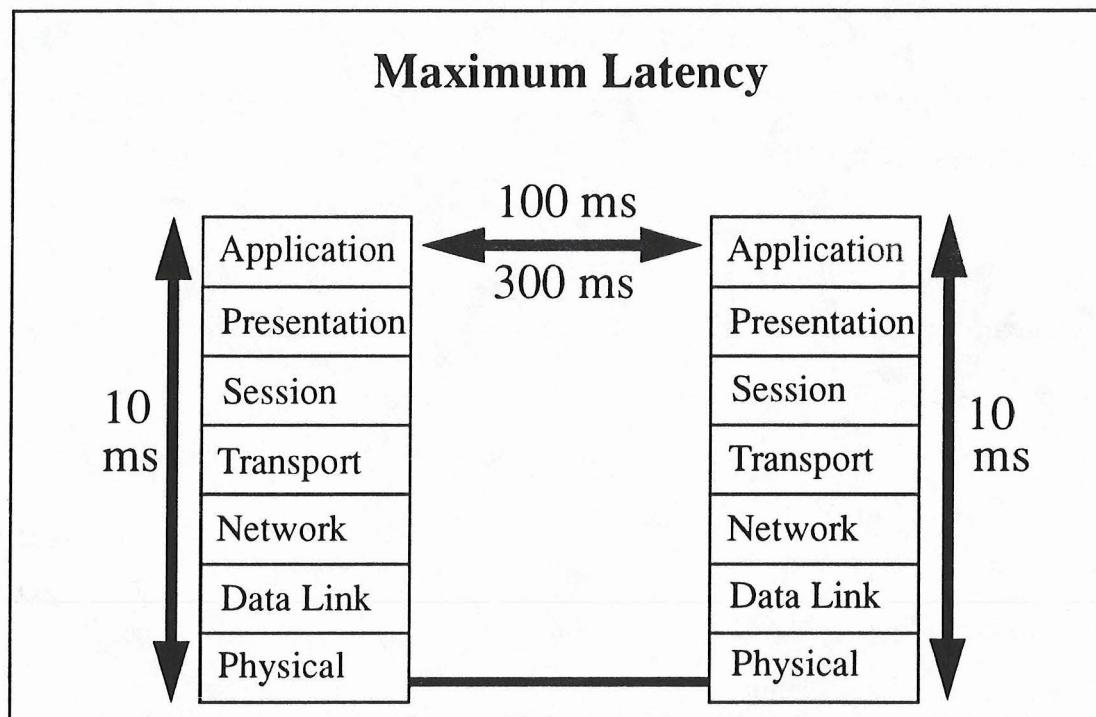 Maximum Latency
100 ms
300 ms
10
ms
Application
Presentation
Session
Transport
Network
Data Link
Physical
Application
Presentation
Session
Transport
Network
Data Link
Physical
10
ms